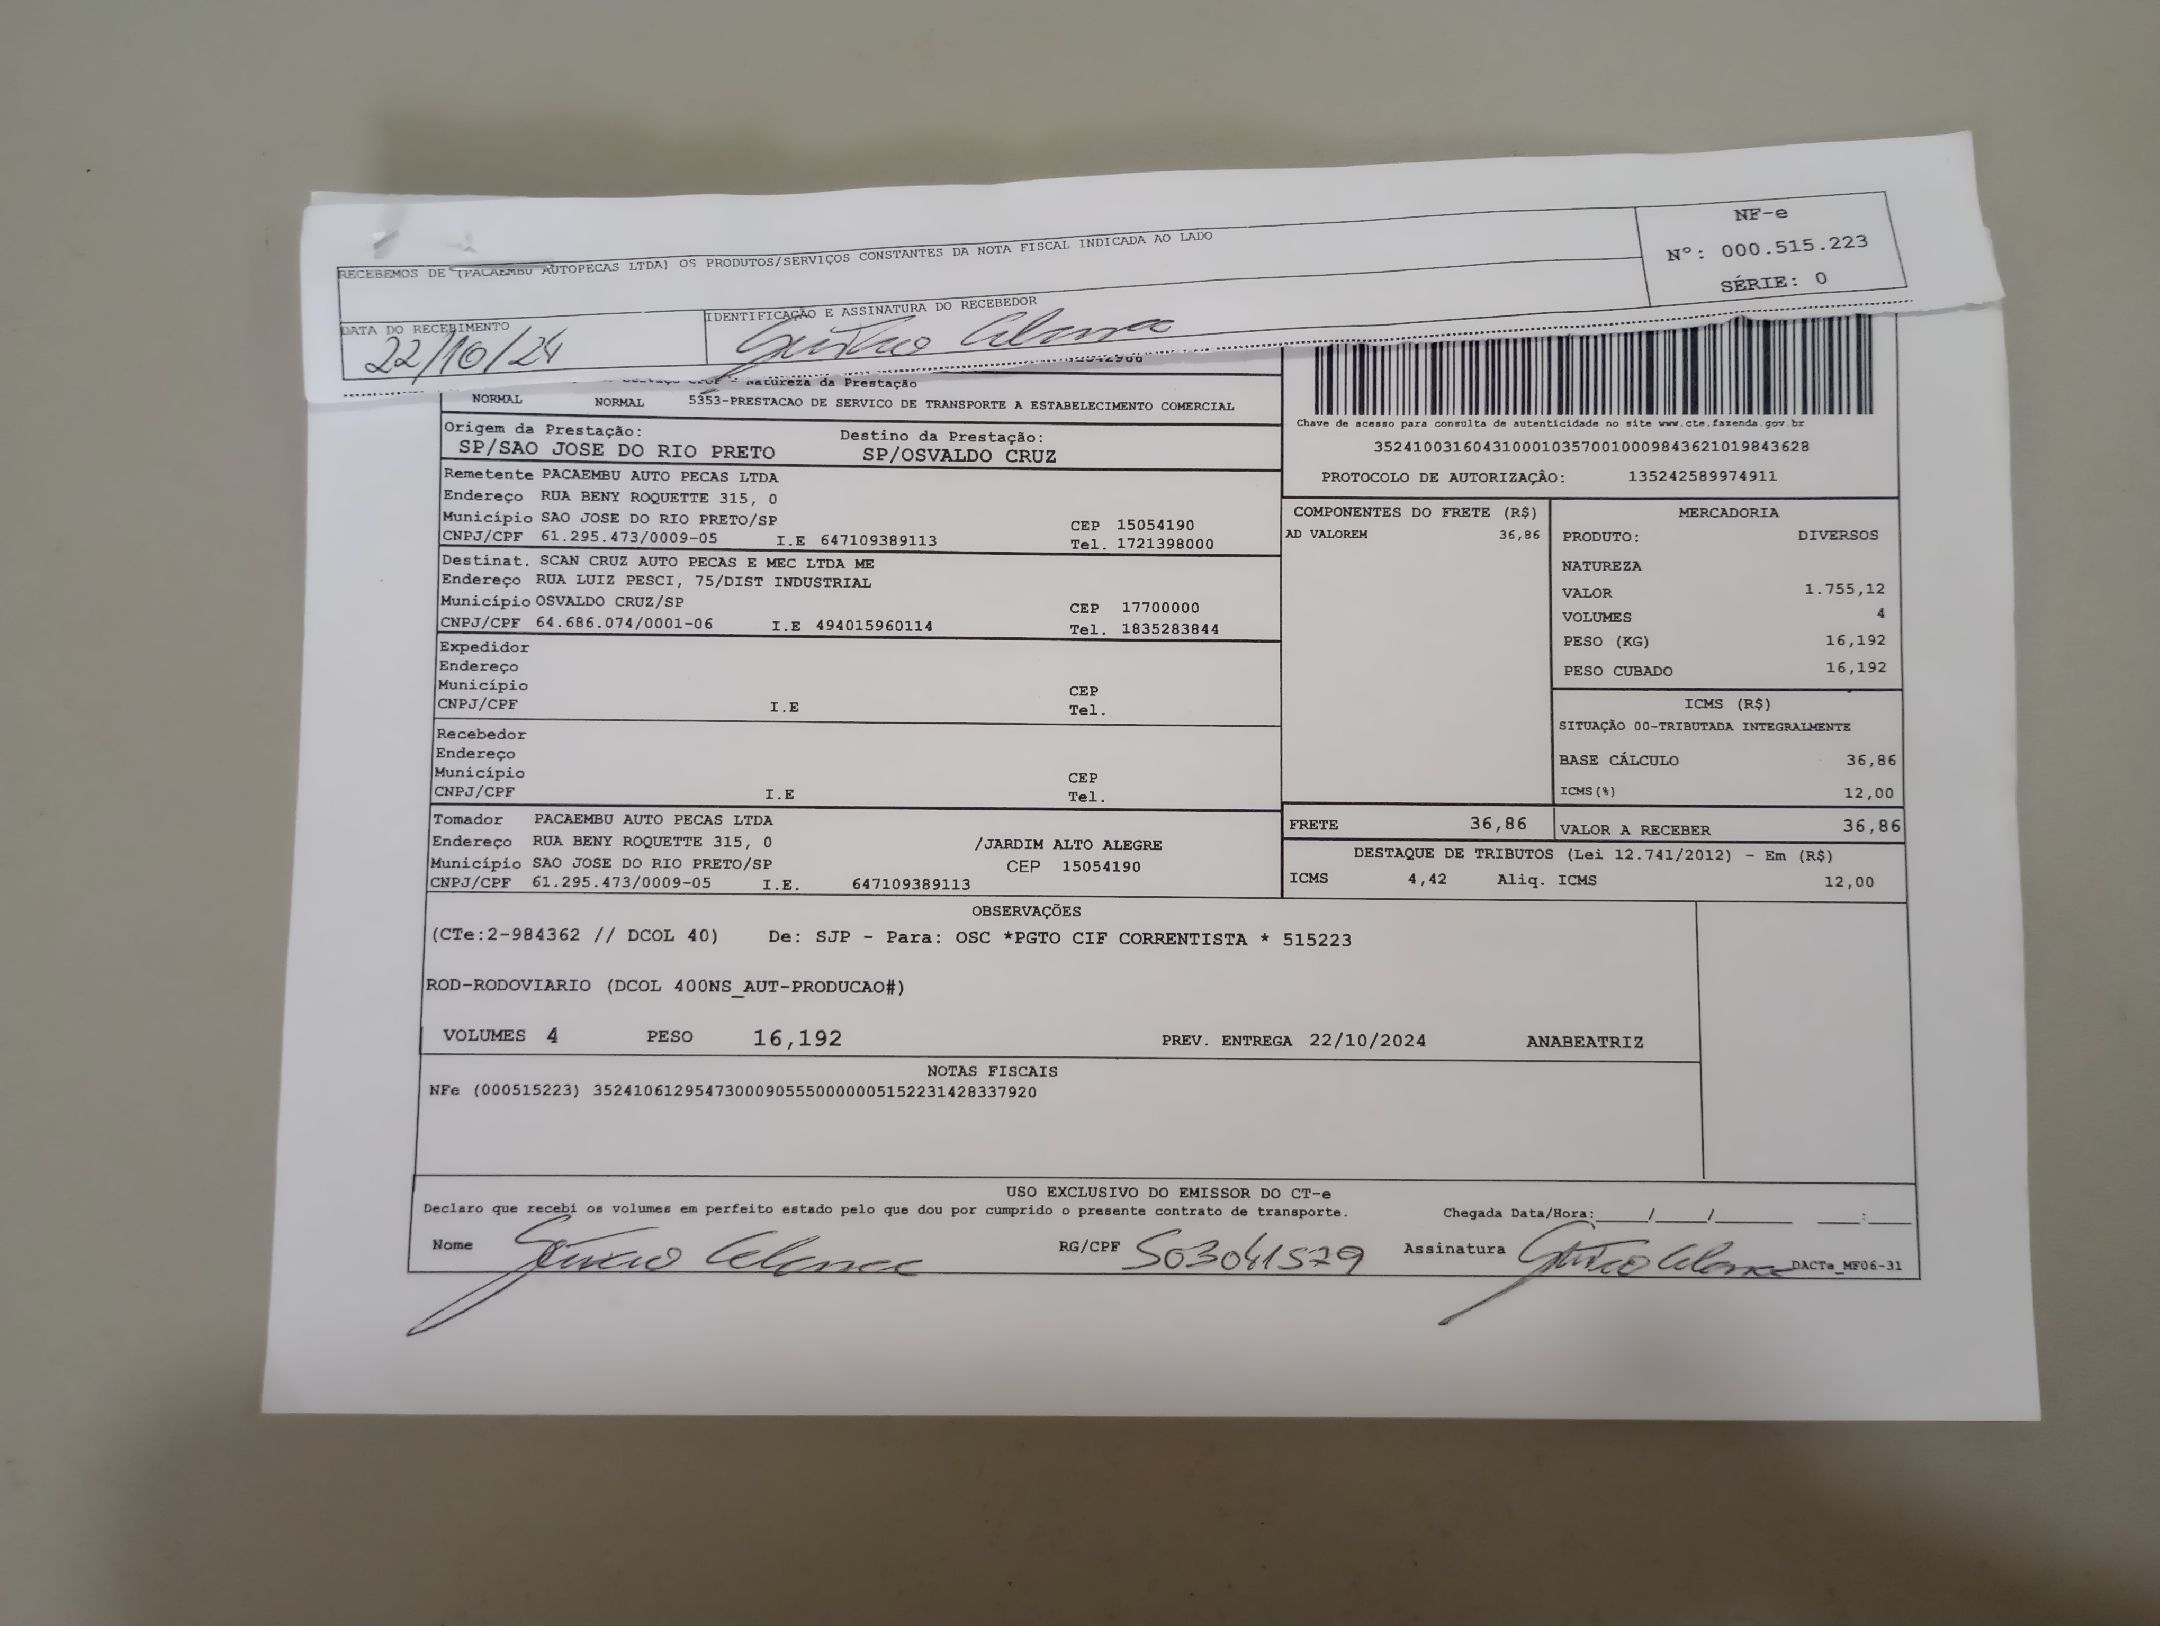 RECEBEMOS DE (PACAEMBU AUTOPECAS LTDA) OS PRODUTOS/SERVIÇOS CONSTANTES DA NOTA FISCAL INDICADA AO LADO
NF-e
Nº: 000.515.223
SÉRIE: 0
DATA DO RECEBIMENTO
22/10/24
IDENTIFICAÇÃO E ASSINATURA DO RECEBEDOR
Natureza da Prestação
NORMAL NORMAL 5353-PRESTACAO DE SERVICO DE TRANSPORTE A ESTABELECIMENTO COMERCIAL
Chave de acesso para consulta de autenticidade no site www.cte.fazenda.gov.br
35241003160431000103570010009843621019843628
PROTOCOLO DE AUTORIZAÇÂO: 135242589974911
Origem da Prestação:
SP/SAO JOSE DO RIO PRETO
Destino da Prestação:
SP/OSVALDO CRUZ
Remetente PACAEMBU AUTO PECAS LTDA
Endereço RUA BENY ROQUETTE 315, 0
Município SAO JOSE DO RIO PRETO/SP CEP 15054190
CNPJ/CPF 61.295.473/0009-05 I.E 647109389113 Tel. 1721398000
Destinat. SCAN CRUZ AUTO PECAS E MEC LTDA ME
Endereço RUA LUIZ PESCI, 75/DIST INDUSTRIAL
Município OSVALDO CRUZ/SP CEP 17700000
CNPJ/CPF 64.686.074/0001-06 I.E 494015960114 Tel. 1835283844
Expedidor
Endereço
Município CEP
CNPJ/CPF I.E Tel.
Recebedor
Endereço
Município CEP
CNPJ/CPF I.E Tel.
Tomador PACAEMBU AUTO PECAS LTDA
Endereço RUA BENY ROQUETTE 315, 0 /JARDIM ALTO ALEGRE
Município SAO JOSE DO RIO PRETO/SP CEP 15054190
CNPJ/CPF 61.295.473/0009-05 I.E. 647109389113
COMPONENTES DO FRETE (R$)
AD VALOREM 36,86
MERCADORIA
PRODUTO: DIVERSOS
NATUREZA
VALOR 1.755,12
VOLUMES 4
PESO (KG) 16,192
PESO CUBADO 16,192
ICMS (R$)
SITUAÇÃO 00-TRIBUTADA INTEGRALMENTE
BASE CÁLCULO 36,86
ICMS(%) 12,00
FRETE 36,86 VALOR A RECEBER 36,86
DESTAQUE DE TRIBUTOS (Lei 12.741/2012) - Em (R$)
ICMS 4,42 Aliq. ICMS 12,00
OBSERVAÇÕES
(CTe:2-984362 // DCOL 40) De: SJP - Para: OSC *PGTO CIF CORRENTISTA * 515223
ROD-RODOVIARIO (DCOL 400NS_AUT-PRODUCAO#)
VOLUMES 4 PESO 16,192 PREV. ENTREGA 22/10/2024 ANABEATRIZ
NOTAS FISCAIS
NFe (000515223) 35241061295473000905550000005152231428337920
USO EXCLUSIVO DO EMISSOR DO CT-e
Declaro que recebi os volumes em perfeito estado pelo que dou por cumprido o presente contrato de transporte. Chegada Data/Hora:____/____/______ ____:____
Nome RG/CPF 503041529 Assinatura DACTe_MF06-31